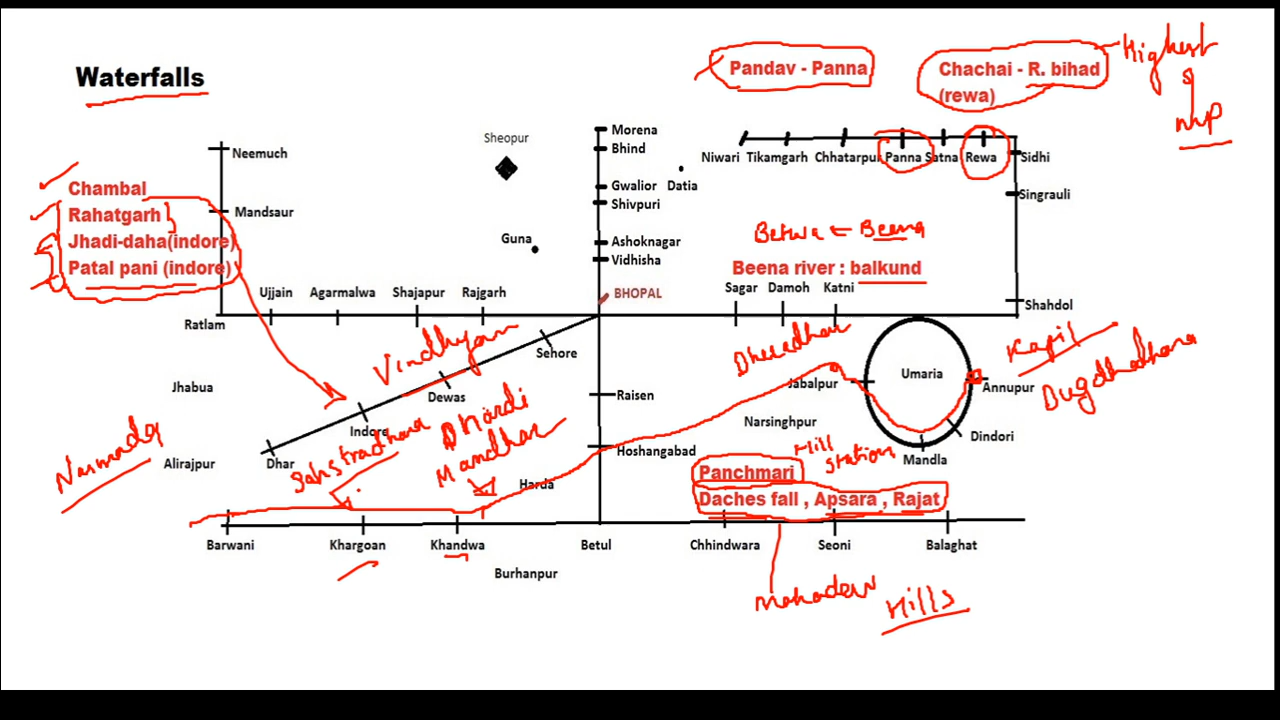 Waterfalls
Pandav - Panna
Chachai - R. bihad
(rewa)
Highest
MP
Sheopur
Morena
Bhind
Gwalior Datia
Shivpuri
Guna
Ashoknagar
Vidhisha
BHOPAL
Neemuch
Mandsaur
Chambal
Rahatgarh
Jhadi-daha(indore)
Patal pani (indore)
Niwari Tikamgarh Chhatarpur Panna Satna Rewa
Sidhi
Singrauli
Betwa ← Beena
Beena river : balkund
Ujjain Agarmalwa Shajapur Rajgarh
Sagar Damoh Katni
Shahdol
Ratlam
Vindhyan
Sehore
Dhuadhar
Kapil
Dugdhadhara
Jhabua
Dewas
Raisen
Jabalpur
Umaria
Annupur
Indore
Dhardi
Mandhar
Sahstradhara
Narsinghpur
Dindori
Narmada
Alirajpur
Dhar
Harda
Hoshangabad
Hill
Station
Mandla
Panchmari
Daches fall , Apsara , Rajat
Barwani Khargoan Khandwa Betul Chhindwara Seoni Balaghat
Burhanpur
Mahadew
Hills